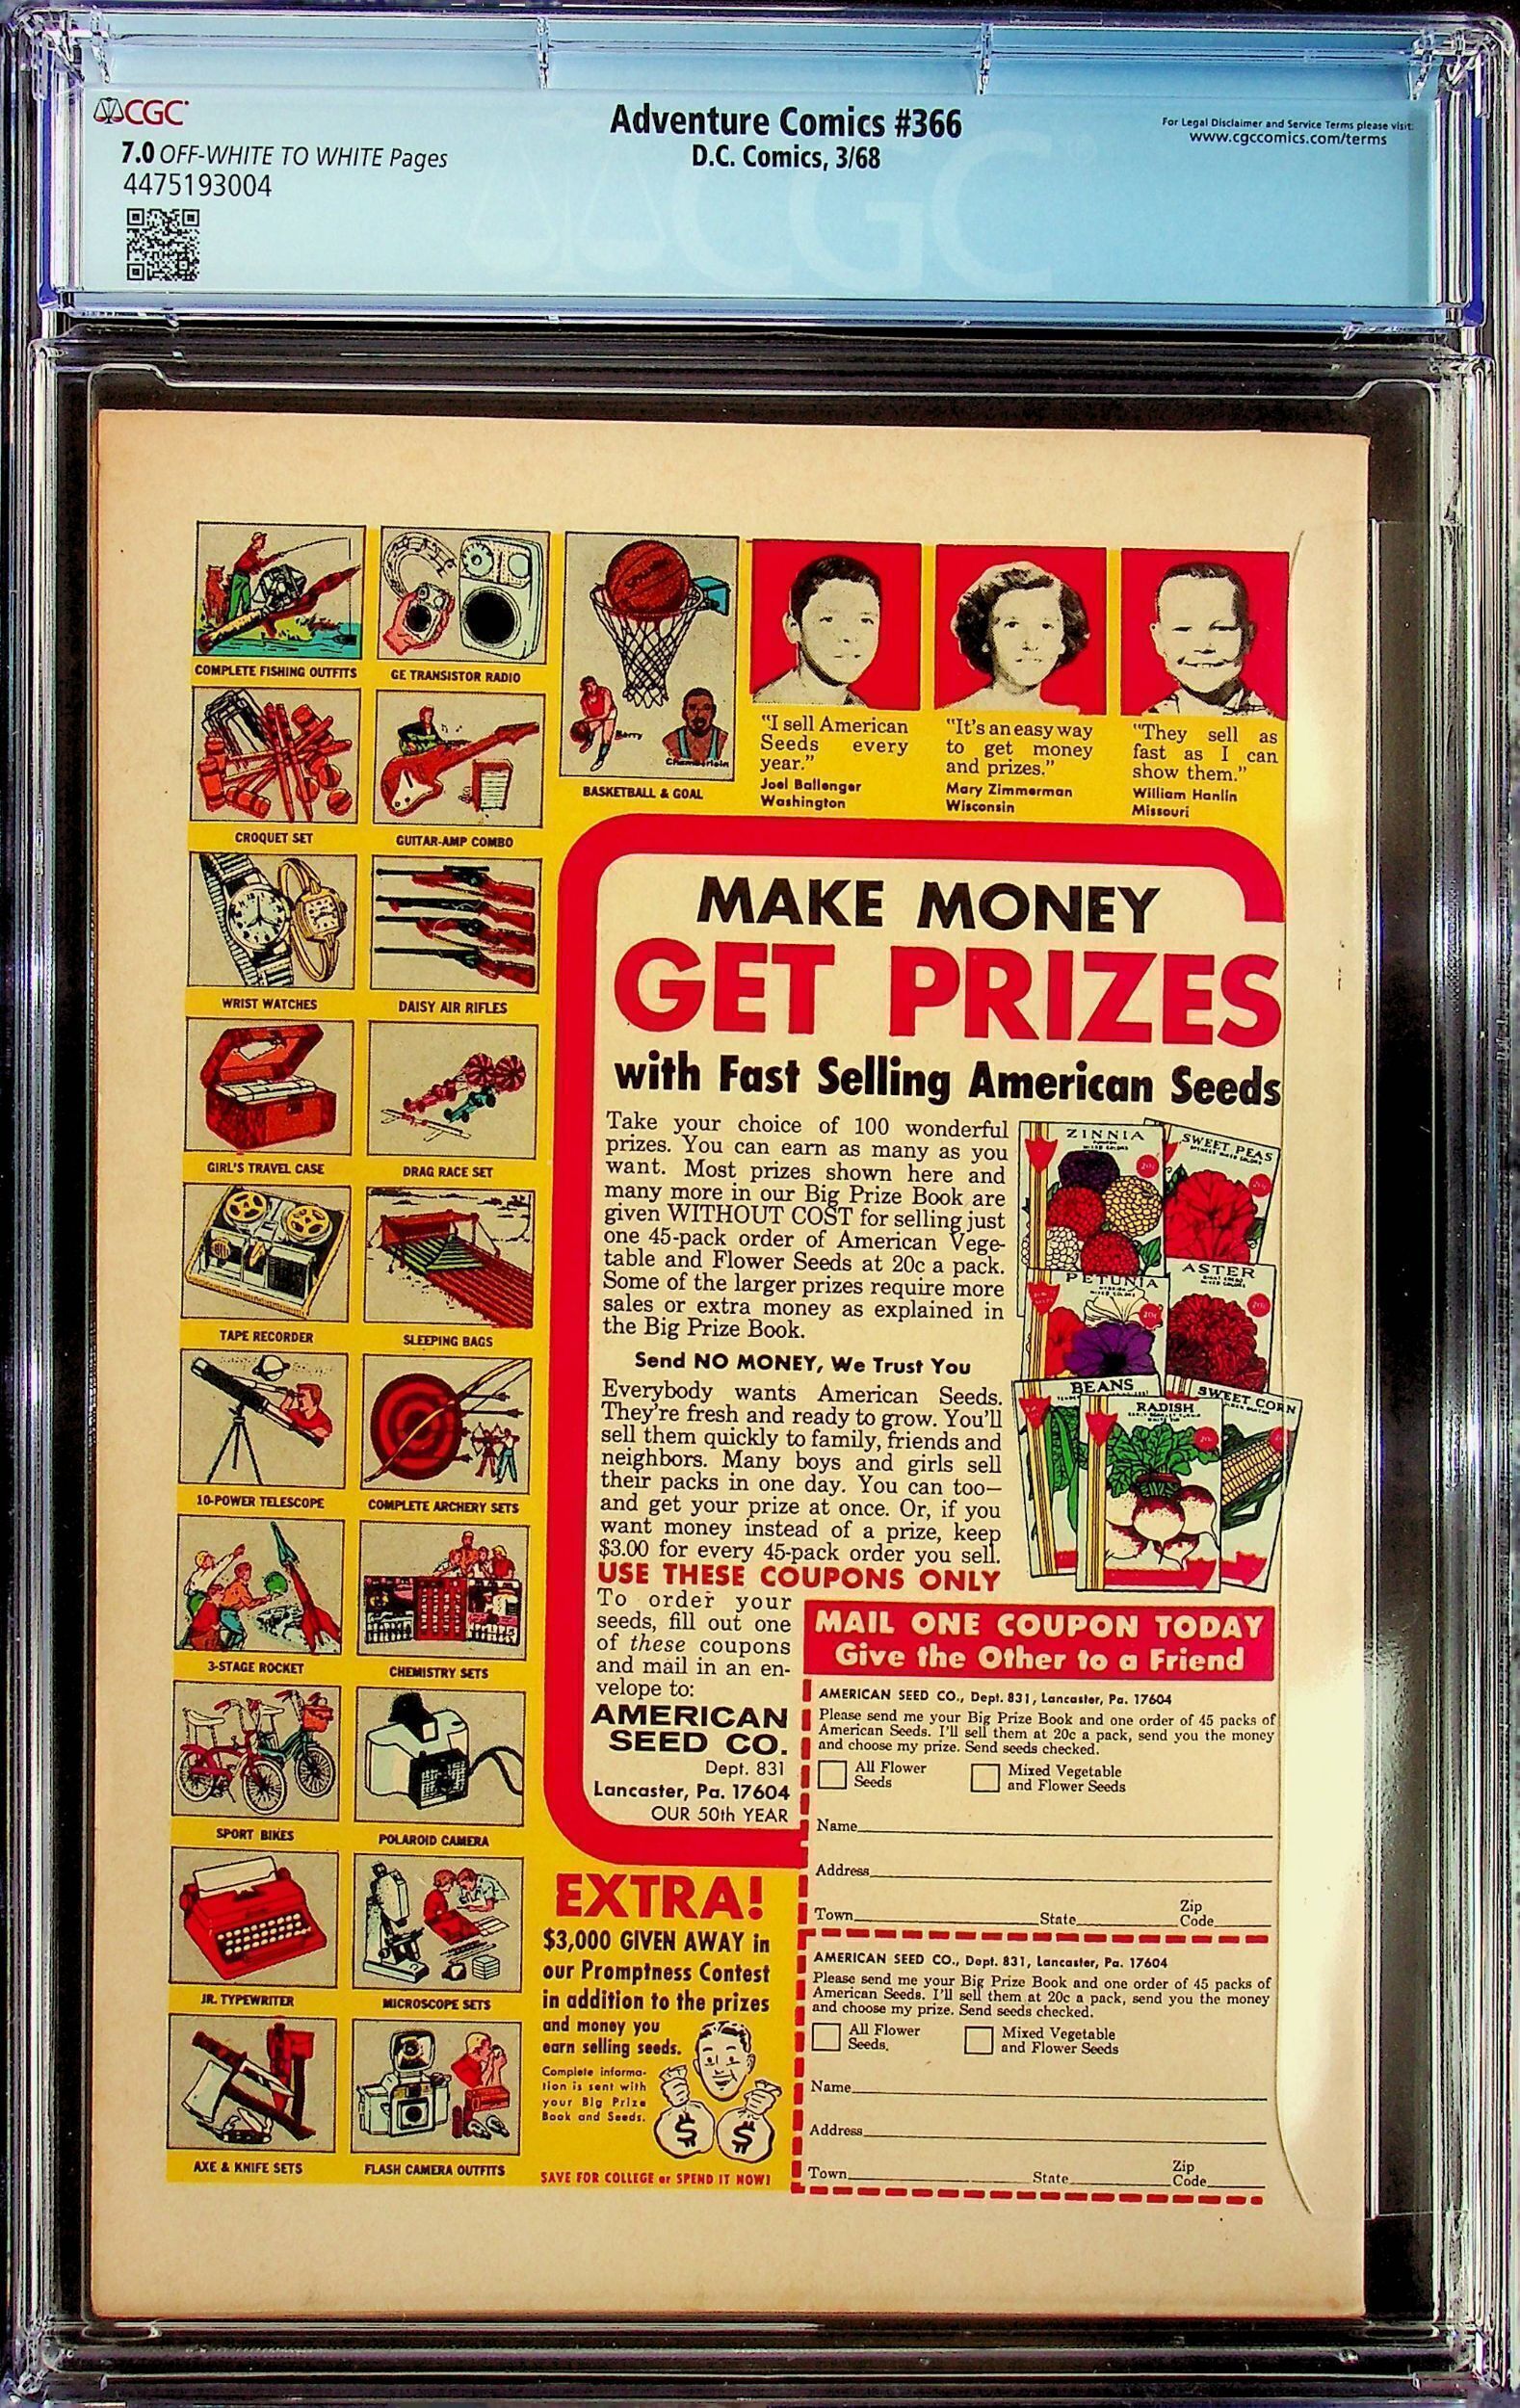 CGC
Adventure Comics #366
D.C. Comics, 3/68
For Legal Disclaimer and Service Terms please visit:
www.cgccomics.com/terms
7.0 OFF-WHITE TO WHITE Pages
4475193004
CGC
COMPLETE FISHING OUTFITS
GE TRANSISTOR RADIO
CROQUET SET
GUITAR-AMP COMBO
WRIST WATCHES
DAISY AIR RIFLES
GIRL'S TRAVEL CASE
DRAG RACE SET
TAPE RECORDER
SLEEPING BAGS
10-POWER TELESCOPE
COMPLETE ARCHERY SETS
3-STAGE ROCKET
CHEMISTRY SETS
SPORT BIKES
POLAROID CAMERA
JR. TYPEWRITER
MICROSCOPE SETS
AXE & KNIFE SETS
FLASH CAMERA OUTFITS
Barry
Chamberlain
BASKETBALL & GOAL
"I sell American
Seeds every
year."
Joel Ballenger
Washington
"It's an easy way
to get money
and prizes."
Mary Zimmerman
Wisconsin
"They sell as
fast as I can
show them."
William Hanlin
Missouri
MAKE MONEY
GET PRIZES
with Fast Selling American Seeds
Take your choice of 100 wonderful
prizes. You can earn as many as you
want. Most prizes shown here and
many more in our Big Prize Book are
given WITHOUT COST for selling just
one 45-pack order of American Vege-
table and Flower Seeds at 20c a pack.
Some of the larger prizes require more
sales or extra money as explained in
the Big Prize Book.
Send NO MONEY, We Trust You
Everybody wants American Seeds.
They're fresh and ready to grow. You'll
sell them quickly to family, friends and
neighbors. Many boys and girls sell
their packs in one day. You can too—
and get your prize at once. Or, if you
want money instead of a prize, keep
$3.00 for every 45-pack order you sell.
USE THESE COUPONS ONLY
To order your
seeds, fill out one
of these coupons
and mail in an en-
velope to:
AMERICAN
SEED CO.
Dept. 831
Lancaster, Pa. 17604
OUR 50th YEAR
ZINNIA
SWEET PEAS
PETUNIA
ASTER
BEANS
RADISH
SWEET CORN
MAIL ONE COUPON TODAY
Give the Other to a Friend
AMERICAN SEED CO., Dept. 831, Lancaster, Pa. 17604
Please send me your Big Prize Book and one order of 45 packs of
American Seeds. I'll sell them at 20c a pack, send you the money
and choose my prize. Send seeds checked.
All Flower
Seeds
Mixed Vegetable
and Flower Seeds
Name
Address
Town State Zip
Code
AMERICAN SEED CO., Dept. 831, Lancaster, Pa. 17604
Please send me your Big Prize Book and one order of 45 packs of
American Seeds. I'll sell them at 20c a pack, send you the money
and choose my prize. Send seeds checked.
All Flower
Seeds.
Mixed Vegetable
and Flower Seeds
Name
Address
Town State Zip
Code
EXTRA!
$3,000 GIVEN AWAY in
our Promptness Contest
in addition to the prizes
and money you
earn selling seeds.
Complete informa-
tion is sent with
your Big Prize
Book and Seeds.
$ $
SAVE FOR COLLEGE or SPEND IT NOW!